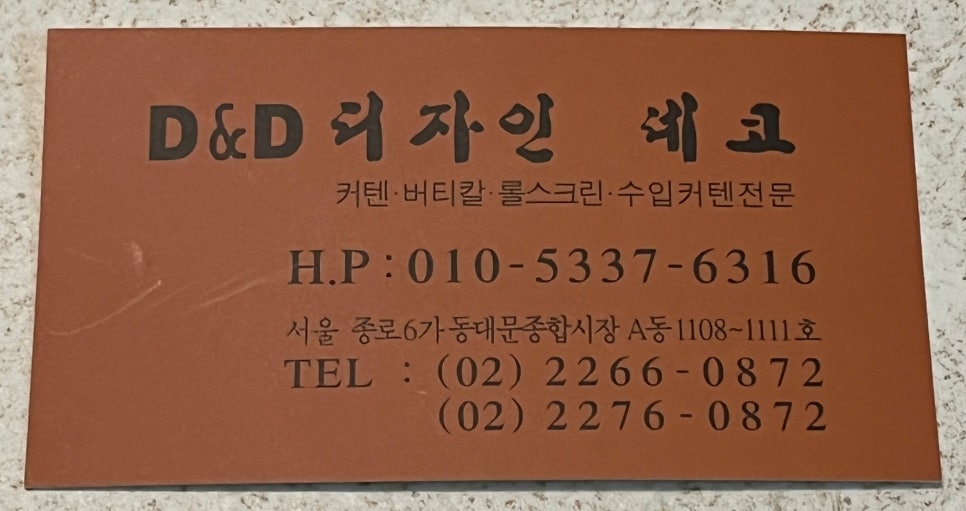 D&D 디자인 데코
커텐·버티칼·롤스크린·수입커텐전문
H.P : 010-5337-6316
서울 종로6가 동대문종합시장 A동 1108~1111호
TEL : (02) 2266-0872
(02) 2276-0872